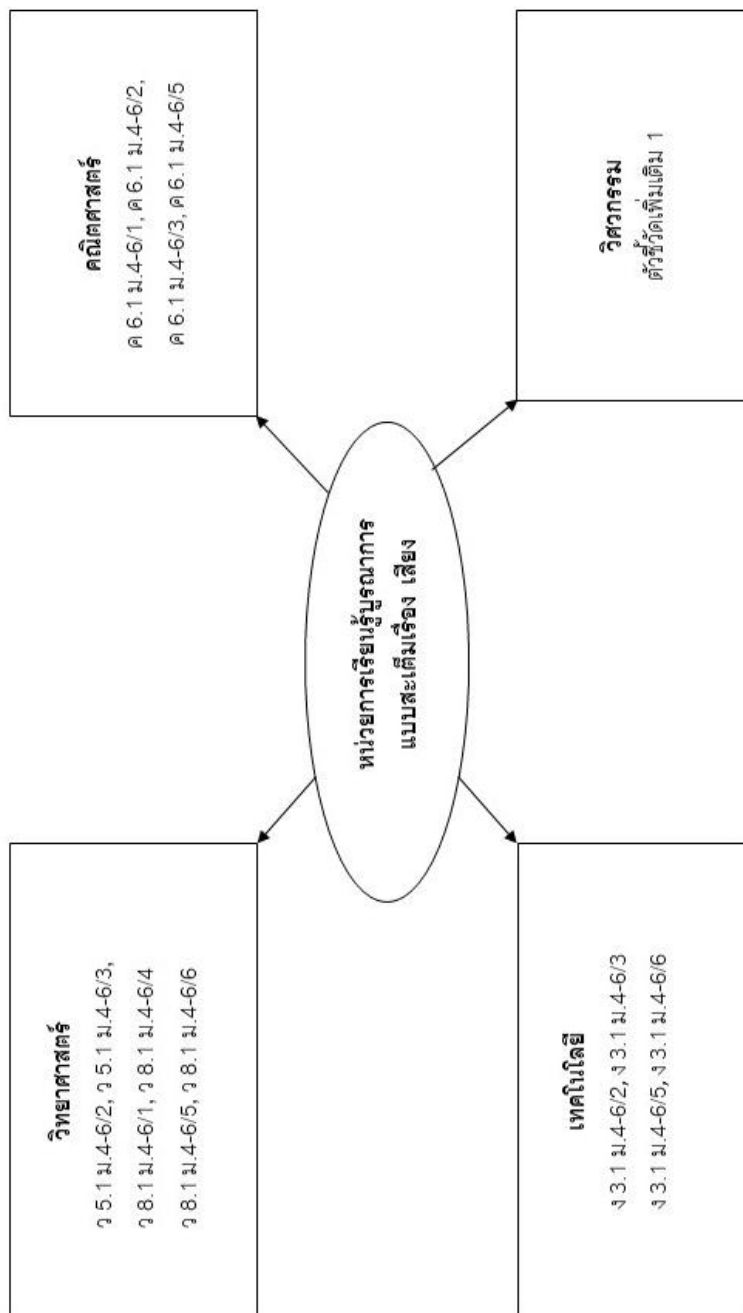 วิทยาศาสตร์
ว 5.1 ม.4-6/2, ว 5.1 ม.4-6/3,
ว 8.1 ม.4-6/1, ว 8.1 ม.4-6/4
ว 8.1 ม.4-6/5, ว 8.1 ม.4-6/6
คณิตศาสตร์
ค 6.1 ม.4-6/1, ค 6.1 ม.4-6/2,
ค 6.1 ม.4-6/3, ค 6.1 ม.4-6/5
หน่วยการเรียนรู้บูรณาการ
แบบสะเต็มเรื่อง เสียง
เทคโนโลยี
ง 3.1 ม.4-6/2, ง 3.1 ม.4-6/3
ง 3.1 ม.4-6/5, ง 3.1 ม.4-6/6
วิศวกรรม
ตัวชี้วัดเพิ่มเติม 1